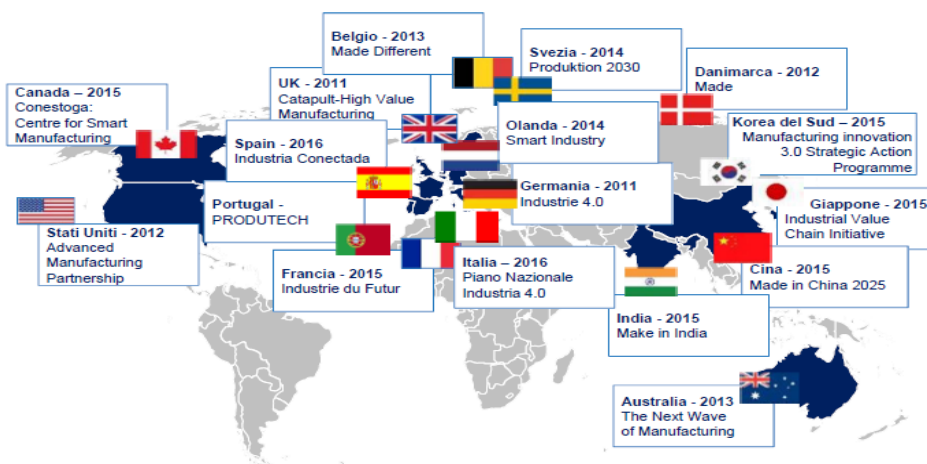 Belgio - 2013
Made Different
Svezia - 2014
Produktion 2030
Danimarca - 2012
Made
Canada – 2015
Conestoga:
Centre for Smart
Manufacturing
UK - 2011
Catapult-High Value
Manufacturing
Olanda - 2014
Smart Industry
Korea del Sud – 2015
Manufacturing innovation
3.0 Strategic Action
Programme
Spain - 2016
Industria Conectada
Germania - 2011
Industrie 4.0
Portugal -
PRODUTECH
Giappone - 2015
Industrial Value
Chain Initiative
Stati Uniti - 2012
Advanced
Manufacturing
Partnership
Francia - 2015
Industrie du Futur
Italia – 2016
Piano Nazionale
Industria 4.0
Cina - 2015
Made in China 2025
India - 2015
Make in India
Australia - 2013
The Next Wave
of Manufacturing